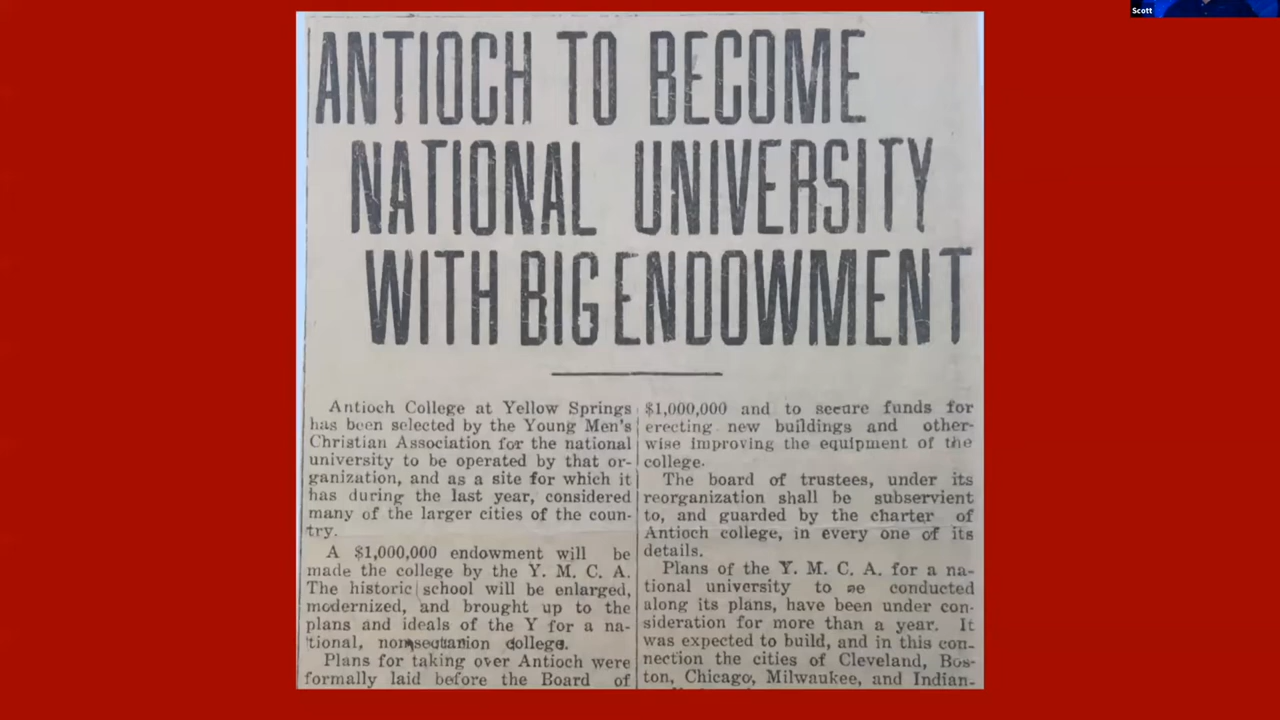 Scott
ANTIOCH TO BECOME
NATIONAL UNIVERSITY
WITH BIG ENDOWMENT
Antioch College at Yellow Springs
has been selected by the Young Men's
Christian Association for the national
university to be operated by that or-
ganization, and as a site for which it
has during the last year, considered
many of the larger cities of the coun-
try.
A $1,000,000 endowment will be
made the college by the Y. M. C. A.
The historic school will be enlarged,
modernized, and brought up to the
plans and ideals of the Y for a na-
tional, college.
Plans for taking over Antioch were
formally laid before the Board of
$1,000,000 and to secure funds for
erecting new buildings and other-
wise improving the equipment of the
college.
The board of trustees, under its
reorganization shall be subservient
to, and guarded by the charter of
Antioch college, in every one of its
details.
Plans of the Y. M. C. A. for a na-
tional university to be conducted
along its plans, have been under con-
sideration for more than a year. It
was expected to build, and in this con-
nection the cities of Cleveland, Bos-
ton, Chicago, Milwaukee, and Indian-